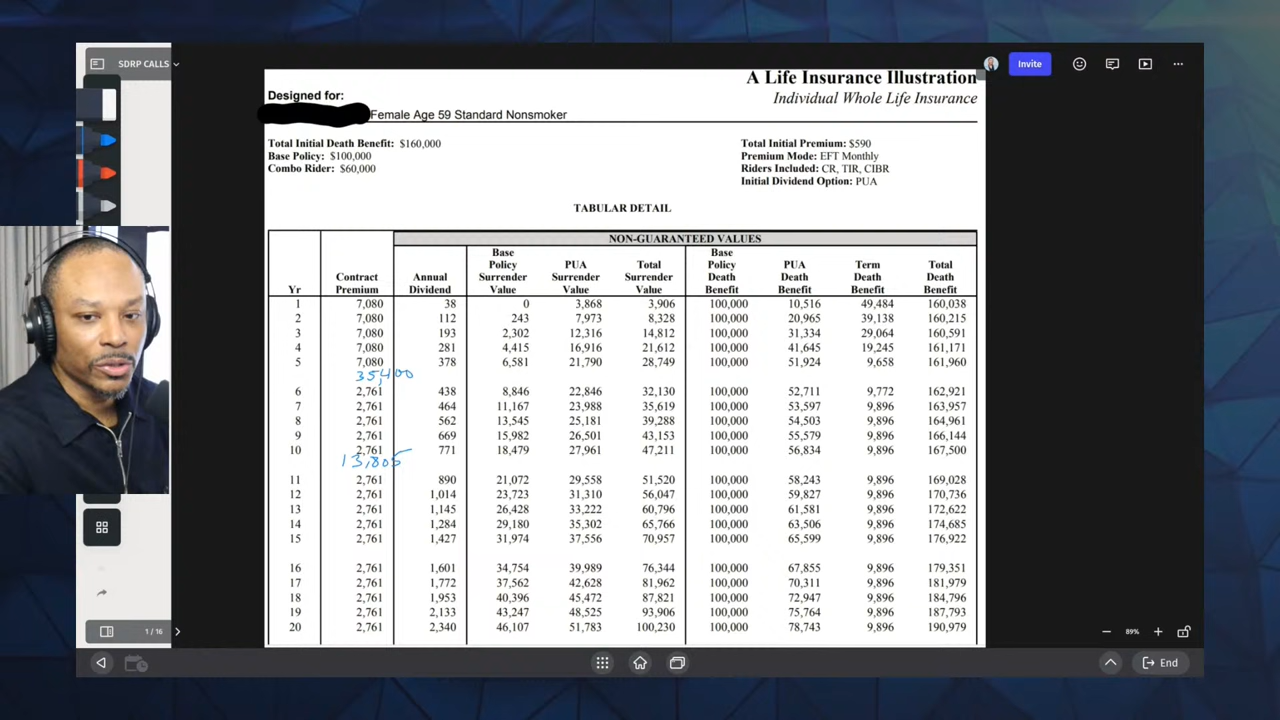 SDRP CALLS
Invite
A Life Insurance Illustration
Individual Whole Life Insurance
Designed for:
Female Age 59 Standard Nonsmoker
Total Initial Death Benefit: $160,000
Base Policy: $100,000
Combo Rider: $60,000
Total Initial Premium: $590
Premium Mode: EFT Monthly
Riders Included: CR, TIR, CIBR
Initial Dividend Option: PUA
TABULAR DETAIL
NON-GUARANTEED VALUES
Yr Contract Premium Annual Dividend Base Policy Surrender Value PUA Surrender Value Total Surrender Value Base Policy Death Benefit PUA Death Benefit Term Death Benefit Total Death Benefit
1 7,080 38 0 3,868 3,906 100,000 10,516 49,484 160,038
2 7,080 112 243 7,973 8,328 100,000 20,965 39,138 160,215
3 7,080 193 2,302 12,316 14,812 100,000 31,334 29,064 160,591
4 7,080 281 4,415 16,916 21,612 100,000 41,645 19,245 161,171
5 7,080 378 6,581 21,790 28,749 100,000 51,924 9,658 161,960
35,400
6 2,761 438 8,846 22,846 32,130 100,000 52,711 9,772 162,921
7 2,761 464 11,167 23,988 35,619 100,000 53,597 9,896 163,957
8 2,761 562 13,545 25,181 39,288 100,000 54,503 9,896 164,961
9 2,761 669 15,982 26,501 43,153 100,000 55,579 9,896 166,144
10 2,761 771 18,479 27,961 47,211 100,000 56,834 9,896 167,500
13,805
11 2,761 890 21,072 29,558 51,520 100,000 58,243 9,896 169,028
12 2,761 1,014 23,723 31,310 56,047 100,000 59,827 9,896 170,736
13 2,761 1,145 26,428 33,222 60,796 100,000 61,581 9,896 172,622
14 2,761 1,284 29,180 35,302 65,766 100,000 63,506 9,896 174,685
15 2,761 1,427 31,974 37,556 70,957 100,000 65,599 9,896 176,922
16 2,761 1,601 34,754 39,989 76,344 100,000 67,855 9,896 179,351
17 2,761 1,772 37,562 42,628 81,962 100,000 70,311 9,896 181,979
18 2,761 1,953 40,396 45,472 87,821 100,000 72,947 9,896 184,796
19 2,761 2,133 43,247 48,525 93,906 100,000 75,764 9,896 187,793
20 2,761 2,340 46,107 51,783 100,230 100,000 78,743 9,896 190,979
1 / 16
89%
End